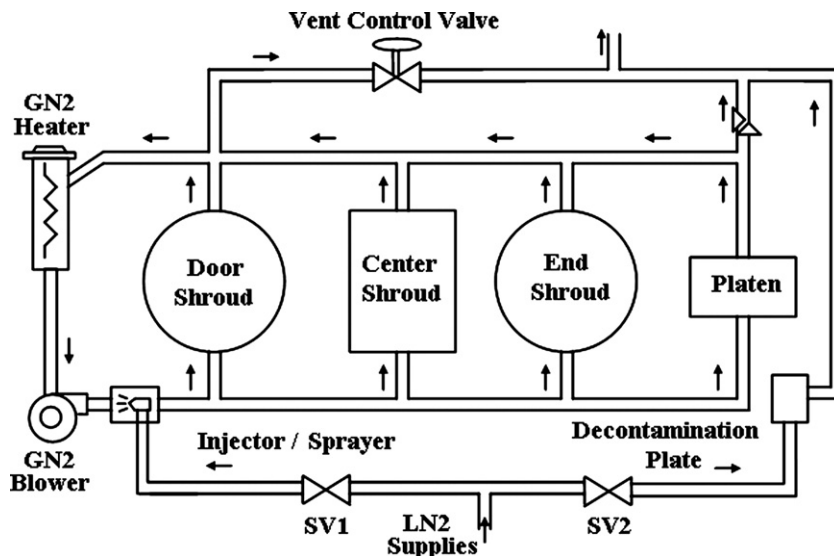 Vent Control Valve
GN2
Heater
Door
Shroud
Center
Shroud
End
Shroud
Platen
Injector / Sprayer
Decontamination
Plate
GN2
Blower
SV1
LN2
Supplies
SV2